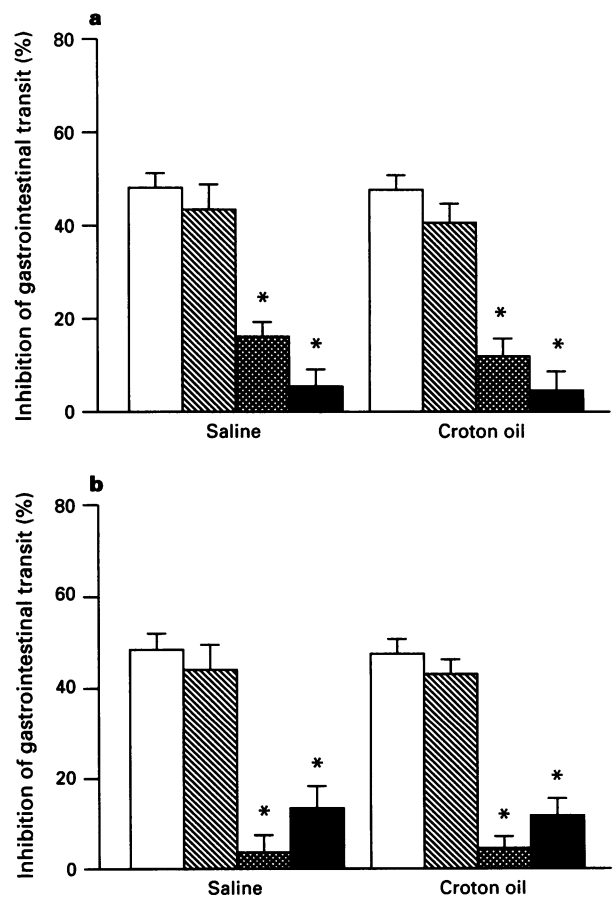 a
Inhibition of gastrointestinal transit (%)
80
60
40
20
0
*
*
*
*
Saline
Croton oil
b
Inhibition of gastrointestinal transit (%)
80
60
40
20
0
*
*
*
*
Saline
Croton oil